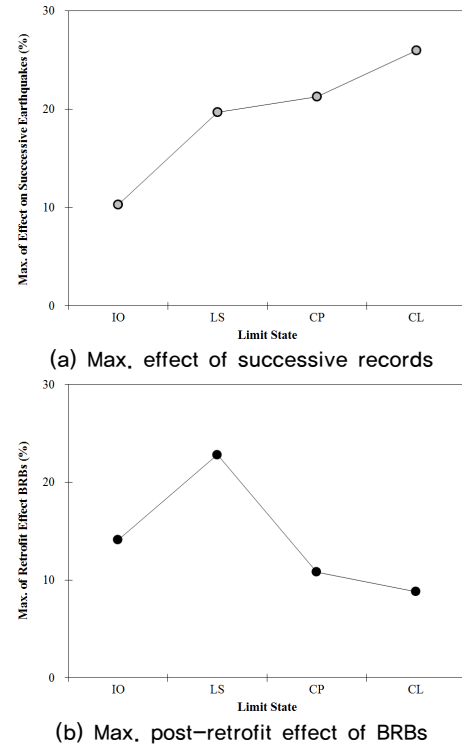 30
20
10
0
Max. of Effect on Succcessive Earthquakes (%)
IO LS CP CL
Limit State
(a) Max. effect of successive records
30
20
10
0
Max. of Retrofit Effect BRBs (%)
IO LS CP CL
Limit State
(b) Max. post-retrofit effect of BRBs